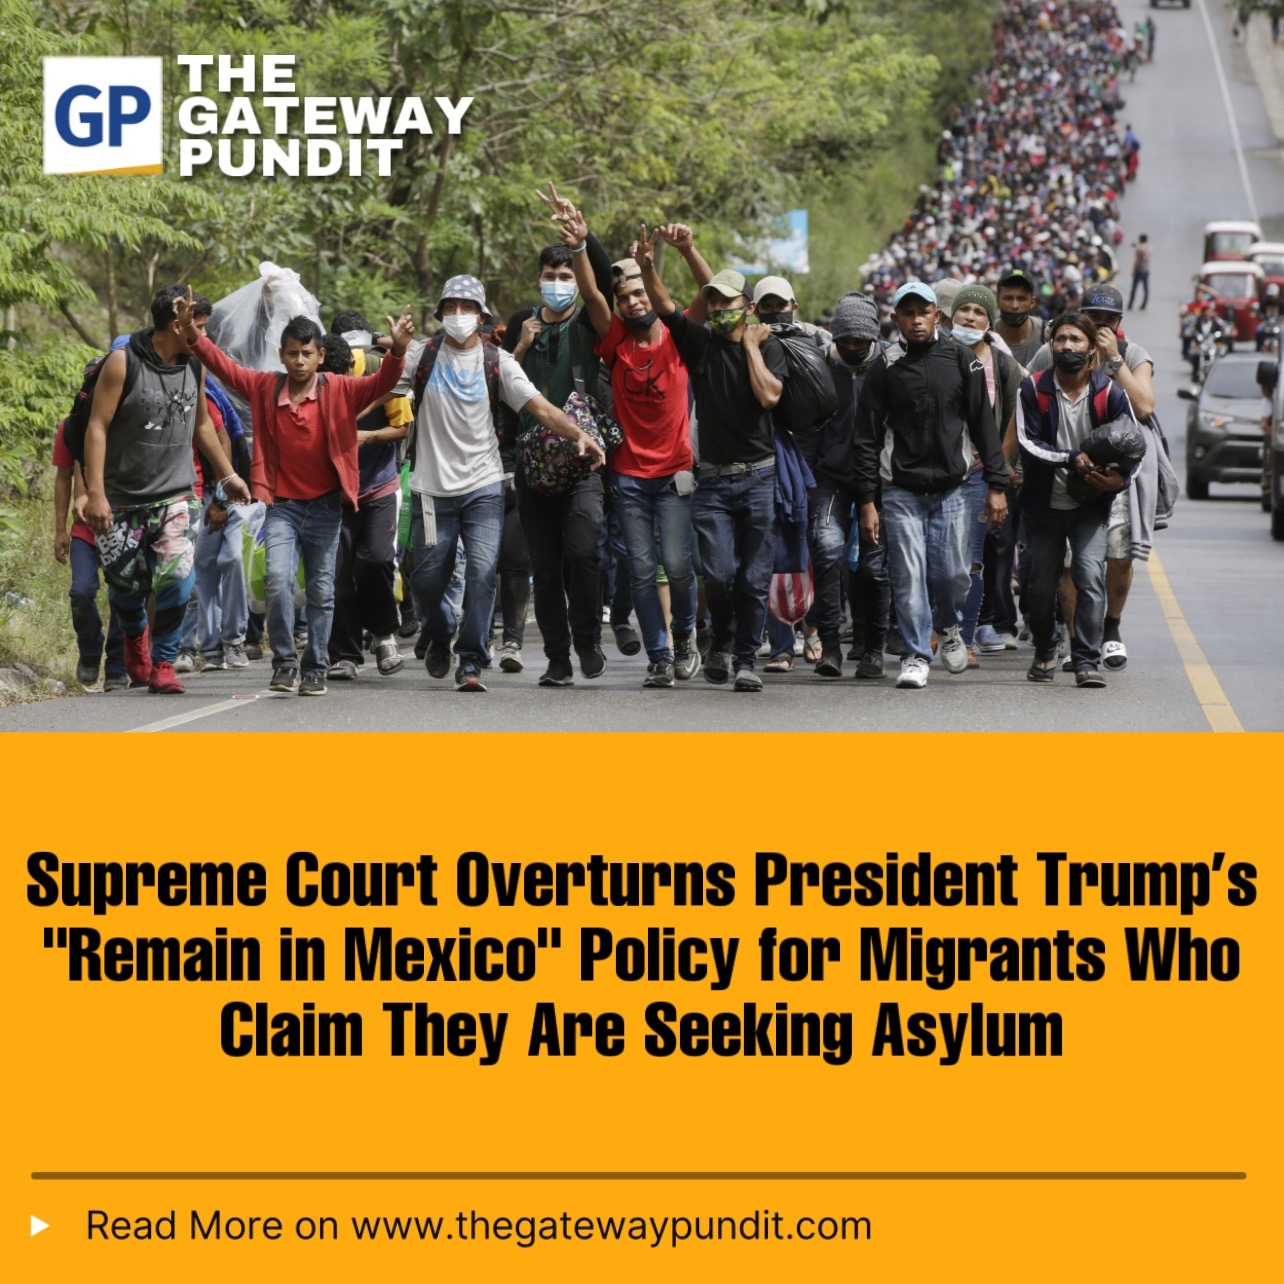 GP
THE
GATEWAY
PUNDIT
CK
Supreme Court Overturns President Trump’s
"Remain in Mexico" Policy for Migrants Who
Claim They Are Seeking Asylum
Read More on www.thegatewaypundit.com